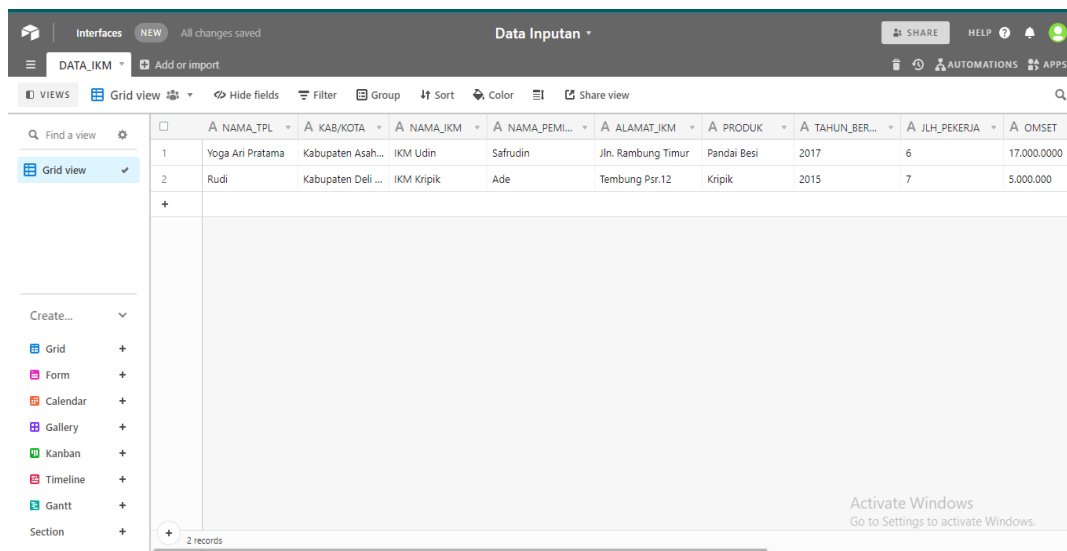 Interfaces NEW All changes saved Data Inputan SHARE HELP
DATA_IKM Add or import AUTOMATIONS APPS
VIEWS Grid view Hide fields Filter Group Sort Color Share view
Find a view
Grid view
A NAMA_TPL A KAB/KOTA A NAMA_IKM A NAMA_PEMI... A ALAMAT_IKM A PRODUK A TAHUN_BER... A JLH_PEKERJA A OMSET
1 Yoga Ari Pratama Kabupaten Asah... IKM Udin Safrudin Jln. Rambung Timur Pandai Besi 2017 6 17.000.0000
2 Rudi Kabupaten Deli ... IKM Kripik Ade Tembung Psr.12 Kripik 2015 7 5.000.000
+
Create...
Grid +
Form +
Calendar +
Gallery +
Kanban +
Timeline +
Gantt +
Section +
+ 2 records
Activate Windows
Go to Settings to activate Windows.